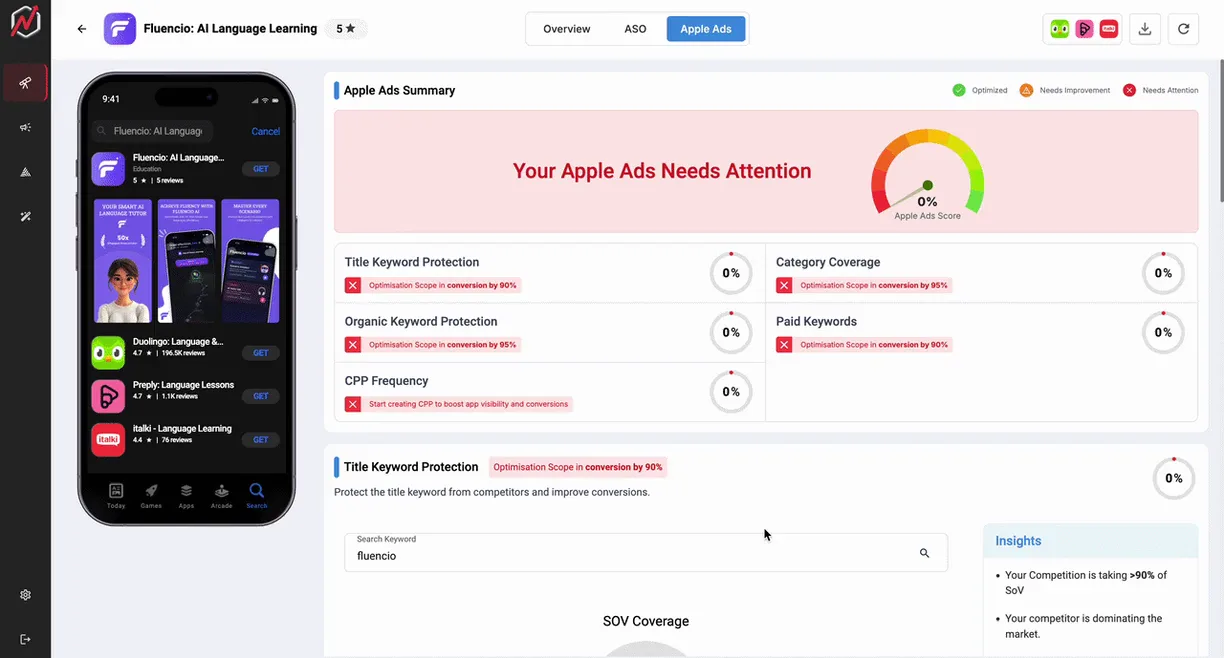 Fluencio: AI Language Learning
5 ★
Overview
ASO
Apple Ads
9:41
Fluencio: AI Language
Cancel
Fluencio: AI Language...
Education
5 ★ | 5 reviews
GET
YOUR SMART AI
LANGUAGE TUTOR
50x
ACHIEVE FLUENCY WITH
FLUENCIO AI
MASTER EVERY
SCENARIO
Duolingo: Language &...
4.7 ★ | 196.5K reviews
GET
Preply: Language Lessons
4.7 ★ | 1.1K reviews
GET
italki
italki - Language Learning
4.4 ★ | 76 reviews
GET
Today
Games
Apps
Arcade
Search
Apple Ads Summary
Optimized
Needs Improvement
Needs Attention
Your Apple Ads Needs Attention
0%
Apple Ads Score
Title Keyword Protection
Optimisation Scope in conversion by 90%
0%
Category Coverage
Optimisation Scope in conversion by 95%
0%
Organic Keyword Protection
Optimisation Scope in conversion by 95%
0%
Paid Keywords
Optimisation Scope in conversion by 90%
0%
CPP Frequency
Start creating CPP to boost app visibility and conversions
0%
Title Keyword Protection
Optimisation Scope in conversion by 90%
Protect the title keyword from competitors and improve conversions.
0%
Search Keyword
fluencio
SOV Coverage
Insights
• Your Competition is taking >90% of
SoV
• Your competitor is dominating the
market.